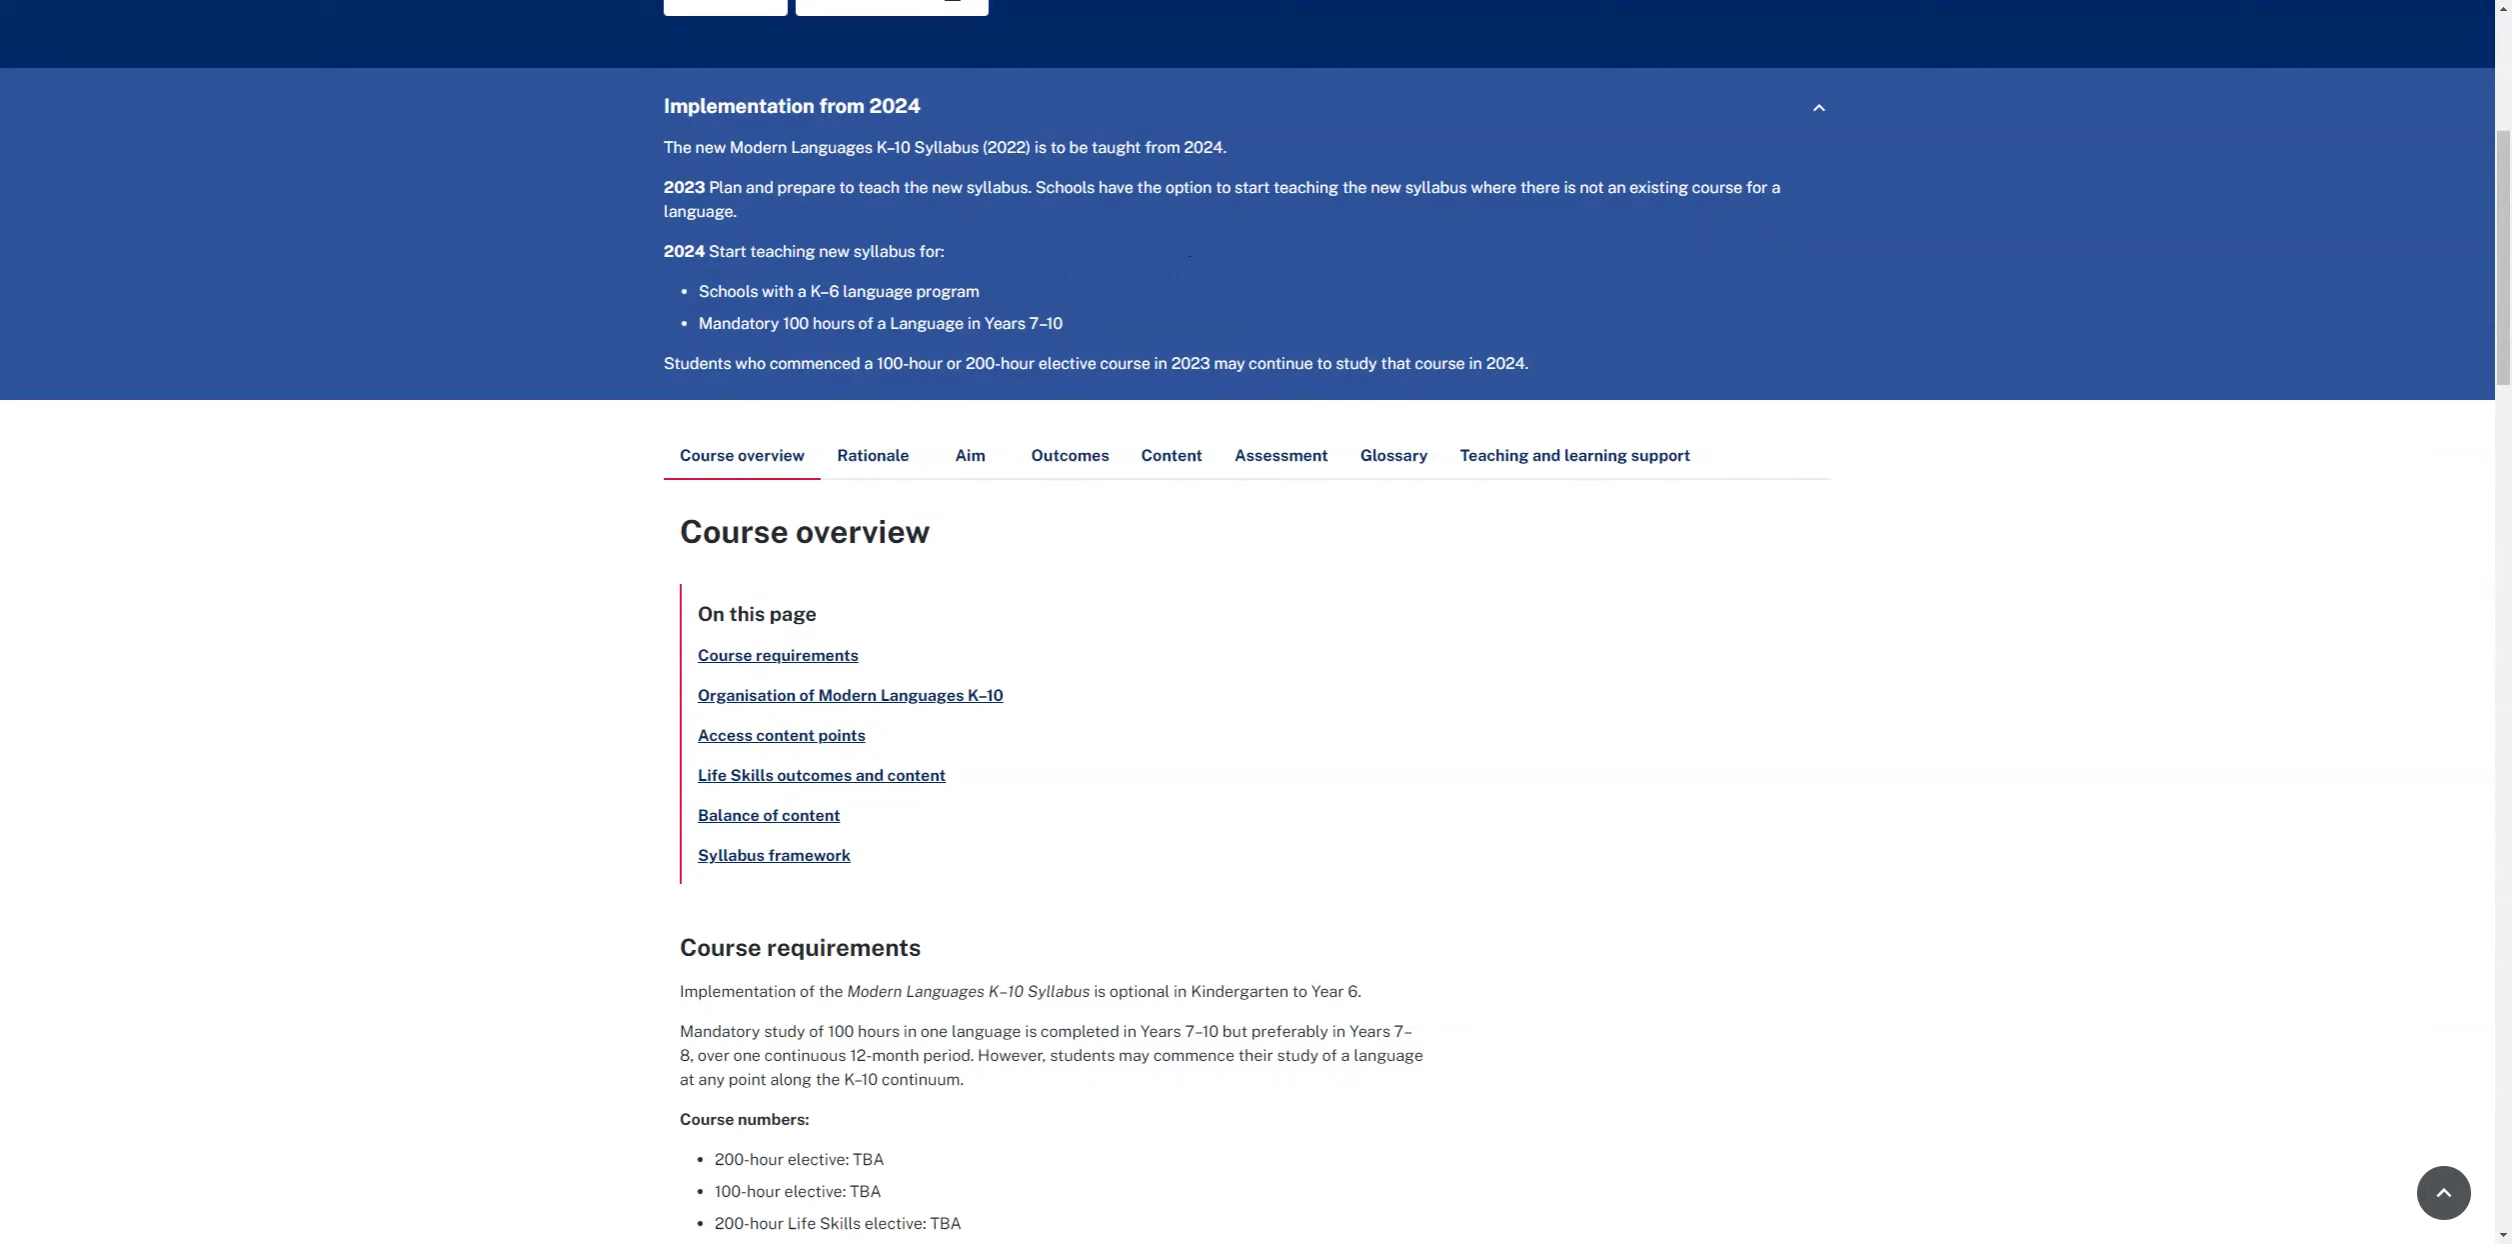 Implementation from 2024
The new Modern Languages K–10 Syllabus (2022) is to be taught from 2024.
2023 Plan and prepare to teach the new syllabus. Schools have the option to start teaching the new syllabus where there is not an existing course for a
language.
2024 Start teaching new syllabus for:
• Schools with a K–6 language program
• Mandatory 100 hours of a Language in Years 7–10
Students who commenced a 100-hour or 200-hour elective course in 2023 may continue to study that course in 2024.
Course overview Rationale Aim Outcomes Content Assessment Glossary Teaching and learning support
Course overview
On this page
Course requirements
Organisation of Modern Languages K–10
Access content points
Life Skills outcomes and content
Balance of content
Syllabus framework
Course requirements
Implementation of the Modern Languages K–10 Syllabus is optional in Kindergarten to Year 6.
Mandatory study of 100 hours in one language is completed in Years 7–10 but preferably in Years 7–
8, over one continuous 12-month period. However, students may commence their study of a language
at any point along the K–10 continuum.
Course numbers:
• 200-hour elective: TBA
• 100-hour elective: TBA
• 200-hour Life Skills elective: TBA